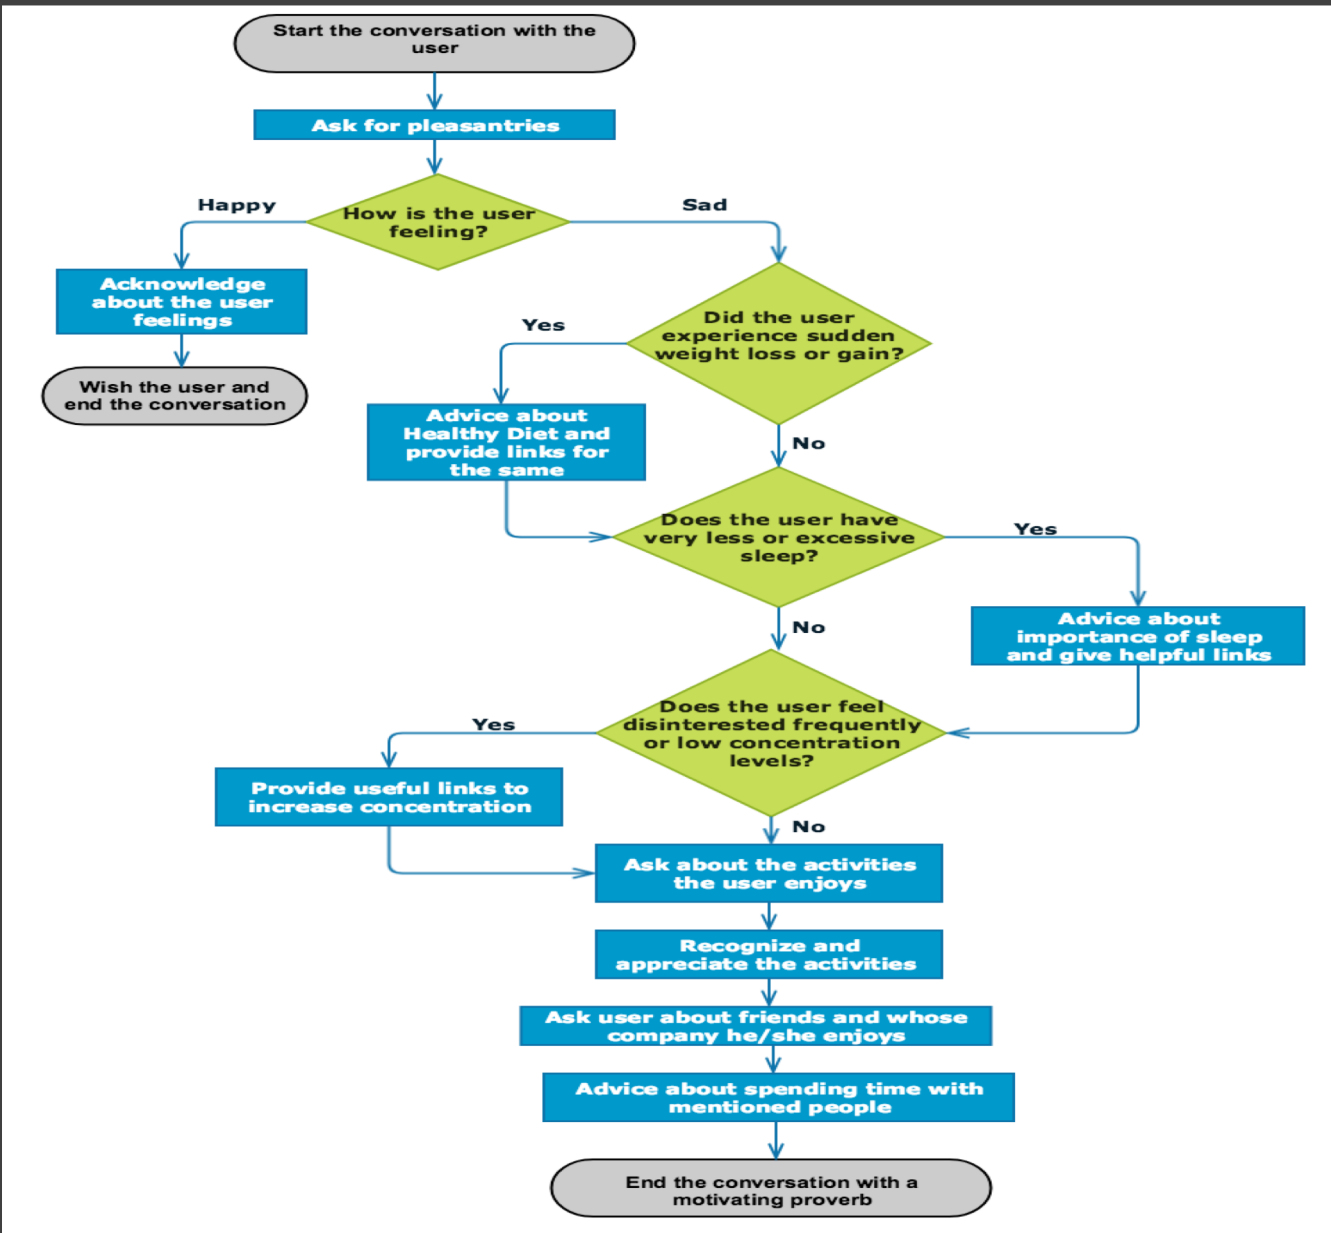 Start the conversation with the
user
Ask for pleasantries
Happy
How is the user
feeling?
Sad
Acknowledge
about the user
feelings
Wish the user and
end the conversation
Did the user
experience sudden
weight loss or gain?
Yes
Advice about
Healthy Diet and
provide links for
the same
No
Does the user have
very less or excessive
sleep?
Yes
Advice about
importance of sleep
and give helpful links
No
Does the user feel
disinterested frequently
or low concentration
levels?
Yes
Provide useful links to
increase concentration
No
Ask about the activities
the user enjoys
Recognize and
appreciate the activities
Ask user about friends and whose
company he/she enjoys
Advice about spending time with
mentioned people
End the conversation with a
motivating proverb